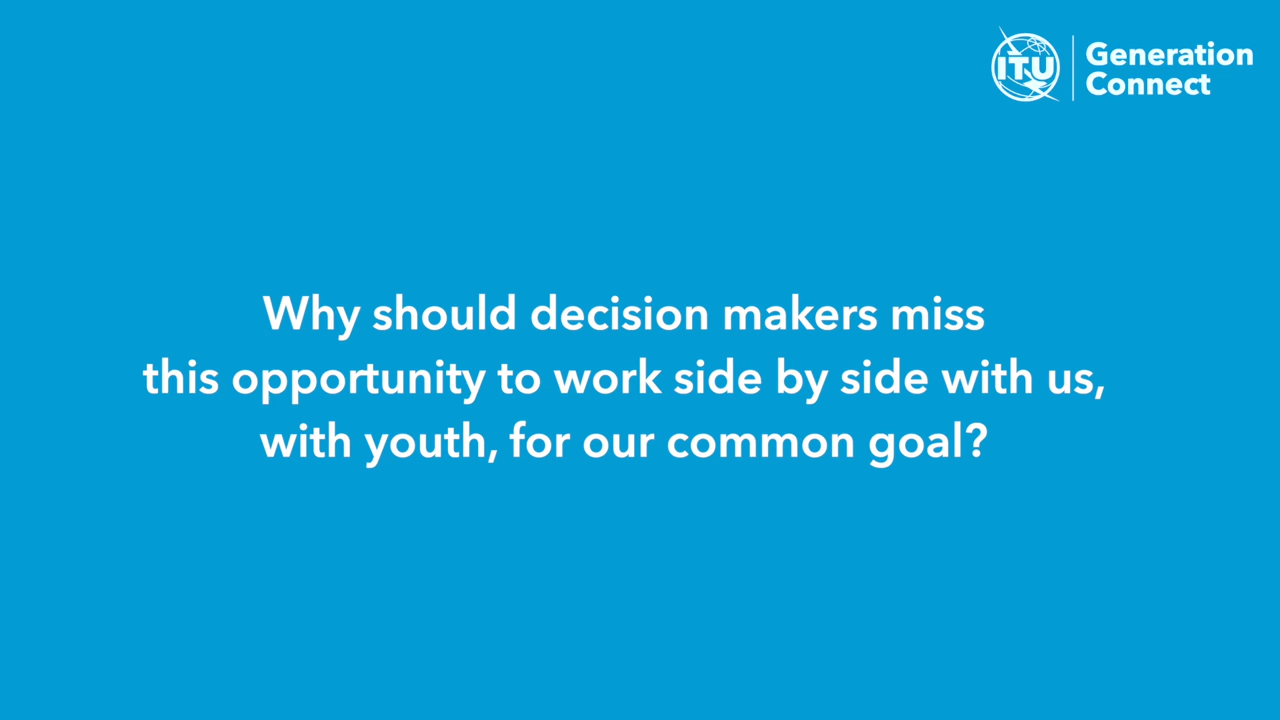 ITU
Generation
Connect
Why should decision makers miss
this opportunity to work side by side with us,
with youth, for our common goal?